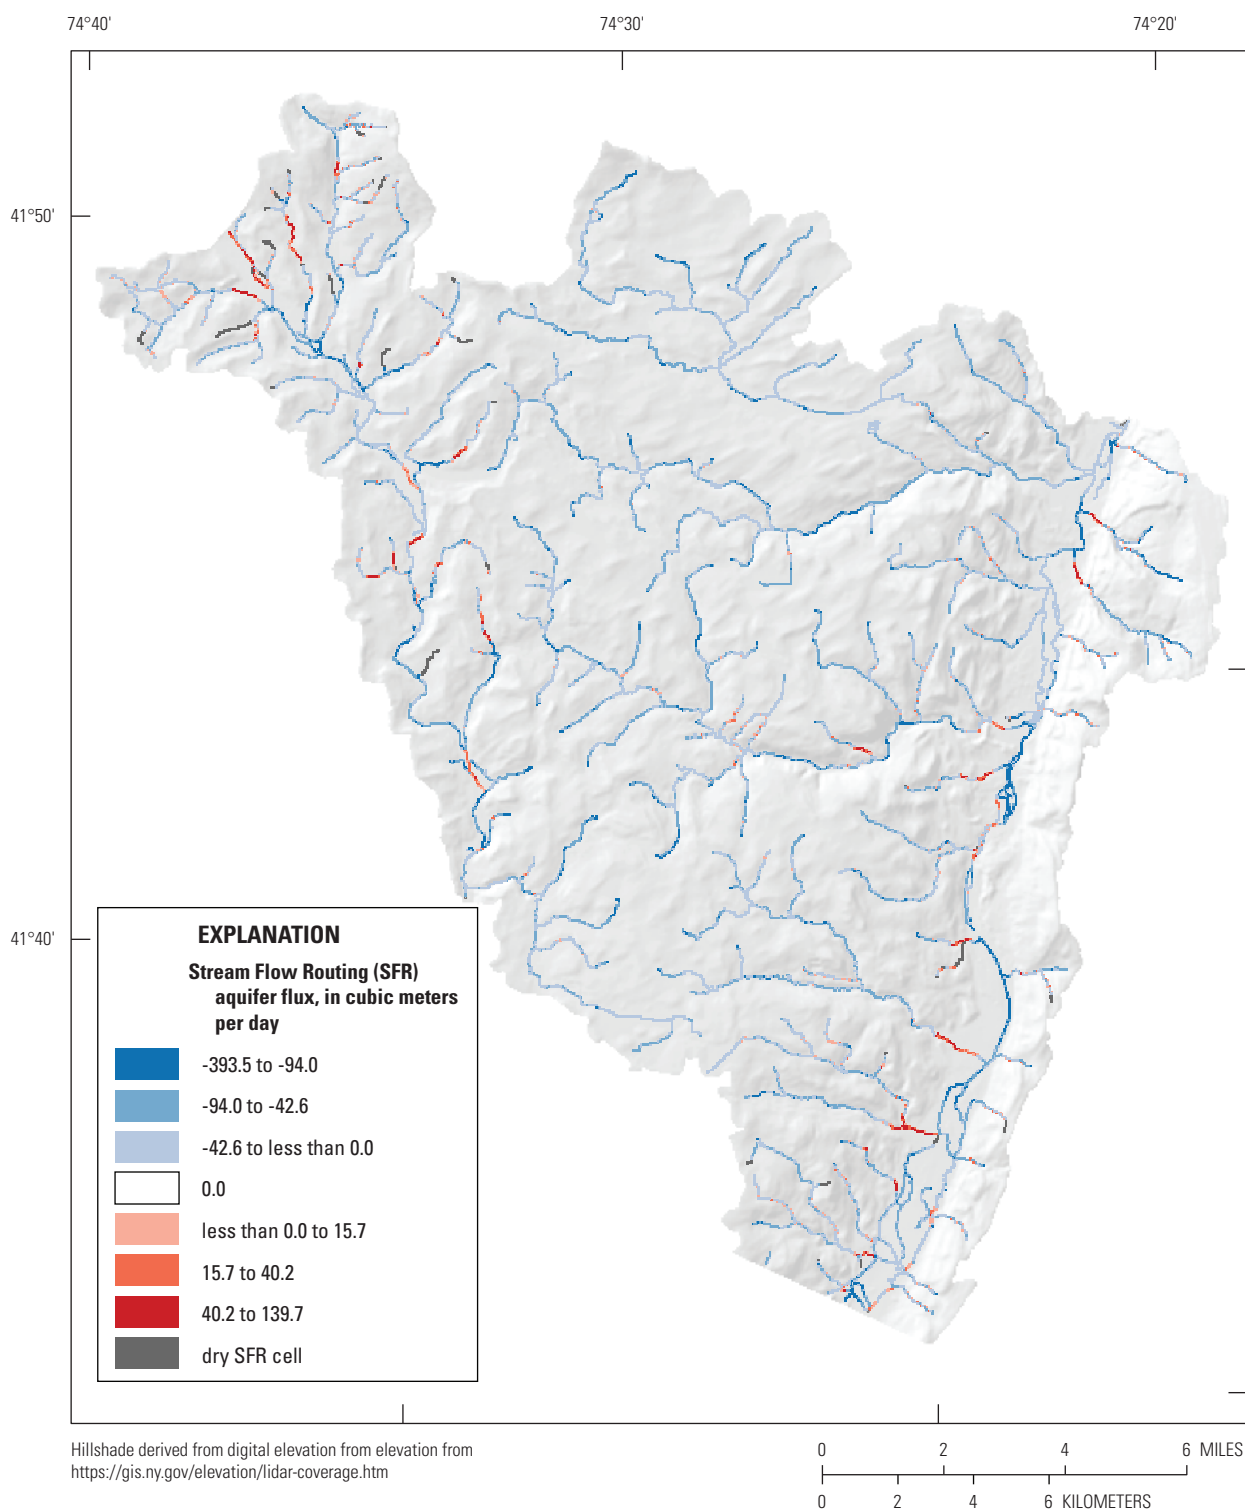 74°40'
74°30'
74°20'
41°50'
41°40'
EXPLANATION
Stream Flow Routing (SFR)
aquifer flux, in cubic meters
per day
-393.5 to -94.0
-94.0 to -42.6
-42.6 to less than 0.0
0.0
less than 0.0 to 15.7
15.7 to 40.2
40.2 to 139.7
dry SFR cell
Hillshade derived from digital elevation from elevation from
https://gis.ny.gov/elevation/lidar-coverage.htm
0 2 4 6 MILES
0 2 4 6 KILOMETERS